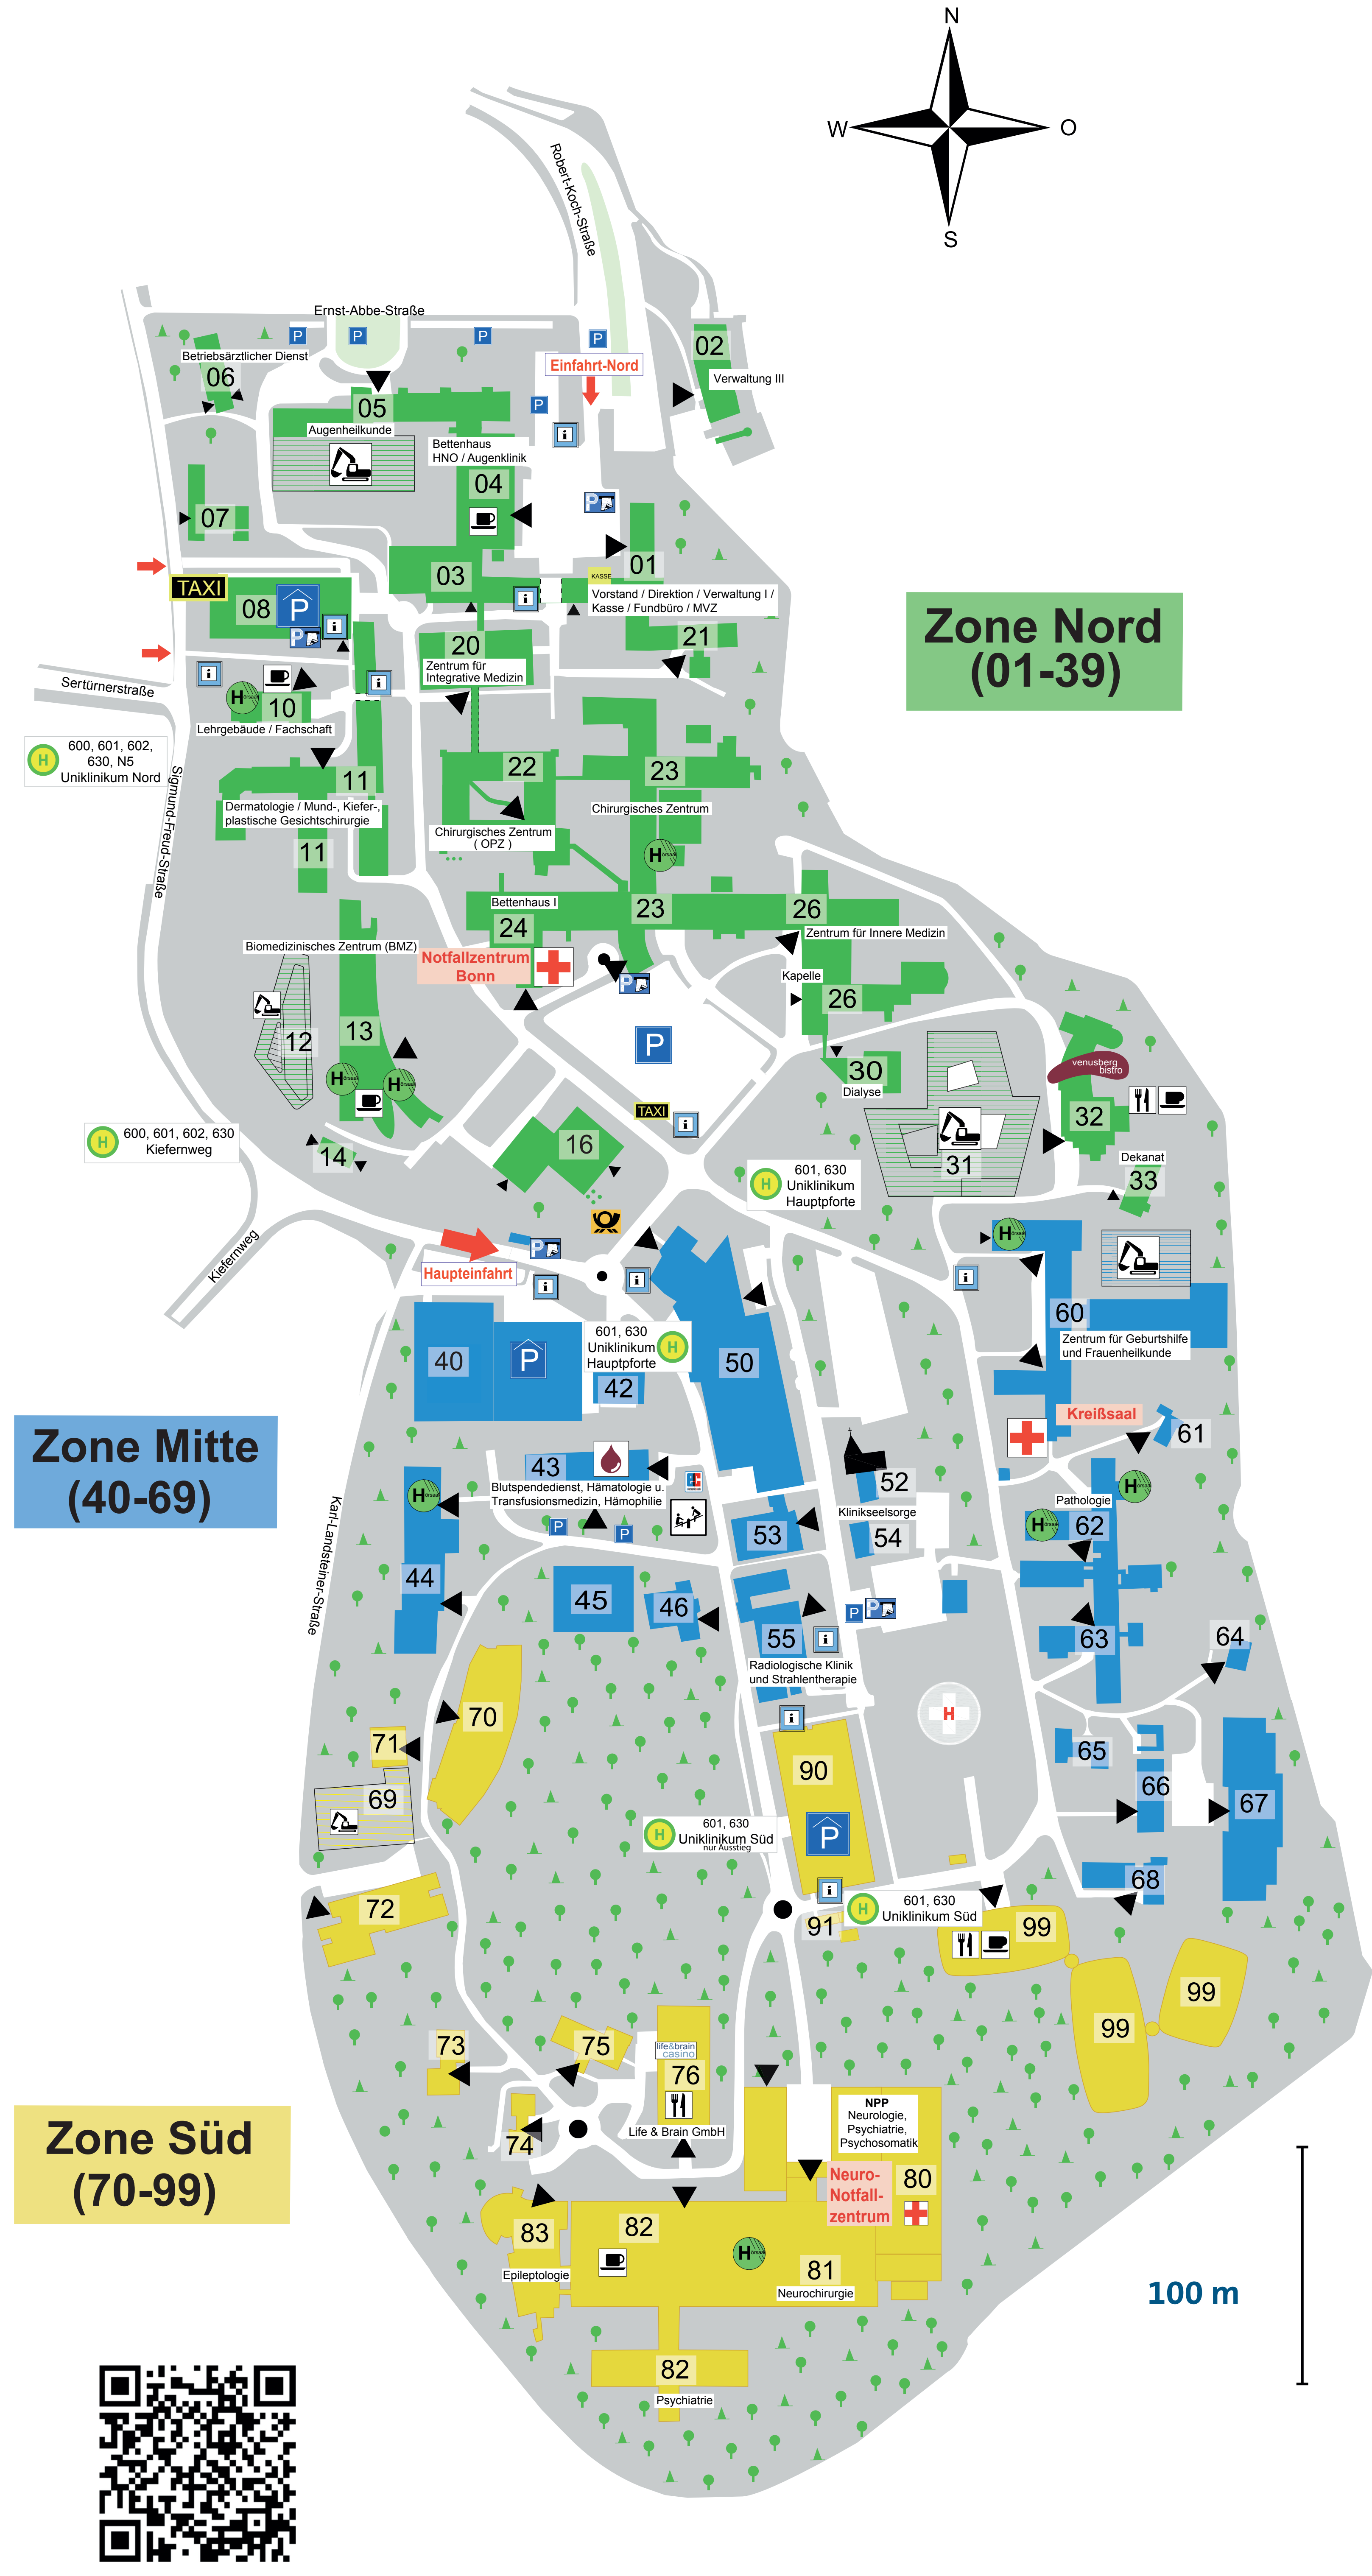 N
W
O
S
Robert-Koch-Straße
Ernst-Abbe-Straße
P
P
P
P
Einfahrt-Nord
02
Verwaltung III
Betriebsärztlicher Dienst
06
05
Augenheilkunde
P
i
Bettenhaus
HNO / Augenklinik
04
07
P
01
TAXI
08
P
P
i
03
i
KASSE
Vorstand / Direktion / Verwaltung I /
Kasse / Fundbüro / MVZ
Zone Nord
(01-39)
20
Zentrum für
Integrative Medizin
21
Sertürnerstraße
i
i
H
10
Lehrgebäude / Fachschaft
H
600, 601, 602,
630, N5
Uniklinikum Nord
Sigmund-Freud-Straße
11
Dermatologie / Mund-, Kiefer-,
plastische Gesichtschirurgie
11
22
Chirurgisches Zentrum
( OPZ )
23
Chirurgisches Zentrum
Hörsaal
Bettenhaus I
24
23
26
Zentrum für Innere Medizin
Biomedizinisches Zentrum (BMZ)
Notfallzentrum
Bonn
P
Kapelle
26
12
13
P
30
Dialyse
venusberg
bistro
Hörsaal
Hörsaal
32
TAXI
i
31
H
600, 601, 602, 630
Kiefernweg
14
16
H
601, 630
Uniklinikum
Hauptpforte
Dekanat
33
Kiefernweg
Haupteinfahrt
P
i
i
Hörsaal
i
60
Zentrum für Geburtshilfe
und Frauenheilkunde
40
P
601, 630
Uniklinikum
Hauptpforte
H
42
50
Kreißsaal
61
Zone Mitte
(40-69)
43
Blutspendedienst, Hämatologie u.
Transfusionsmedizin, Hämophilie
EC
52
Klinikseelsorge
54
Hörsaal
P
P
53
Pathologie
Hörsaal
Hörsaal
62
Karl-Landsteiner-Straße
44
45
46
55
i
P
P
Radiologische Klinik
und Strahlentherapie
63
64
70
71
69
i
H
90
P
65
66
67
H
601, 630
Uniklinikum Süd
nur Ausstieg
68
72
i
H
601, 630
Uniklinikum Süd
91
99
99
99
73
75
life&brain
casino
76
Life & Brain GmbH
74
NPP
Neurologie,
Psychiatrie,
Psychosomatik
Zone Süd
(70-99)
Neuro-
Notfall-
zentrum
80
83
Epileptologie
82
Hörsaal
81
Neurochirurgie
100 m
82
Psychiatrie